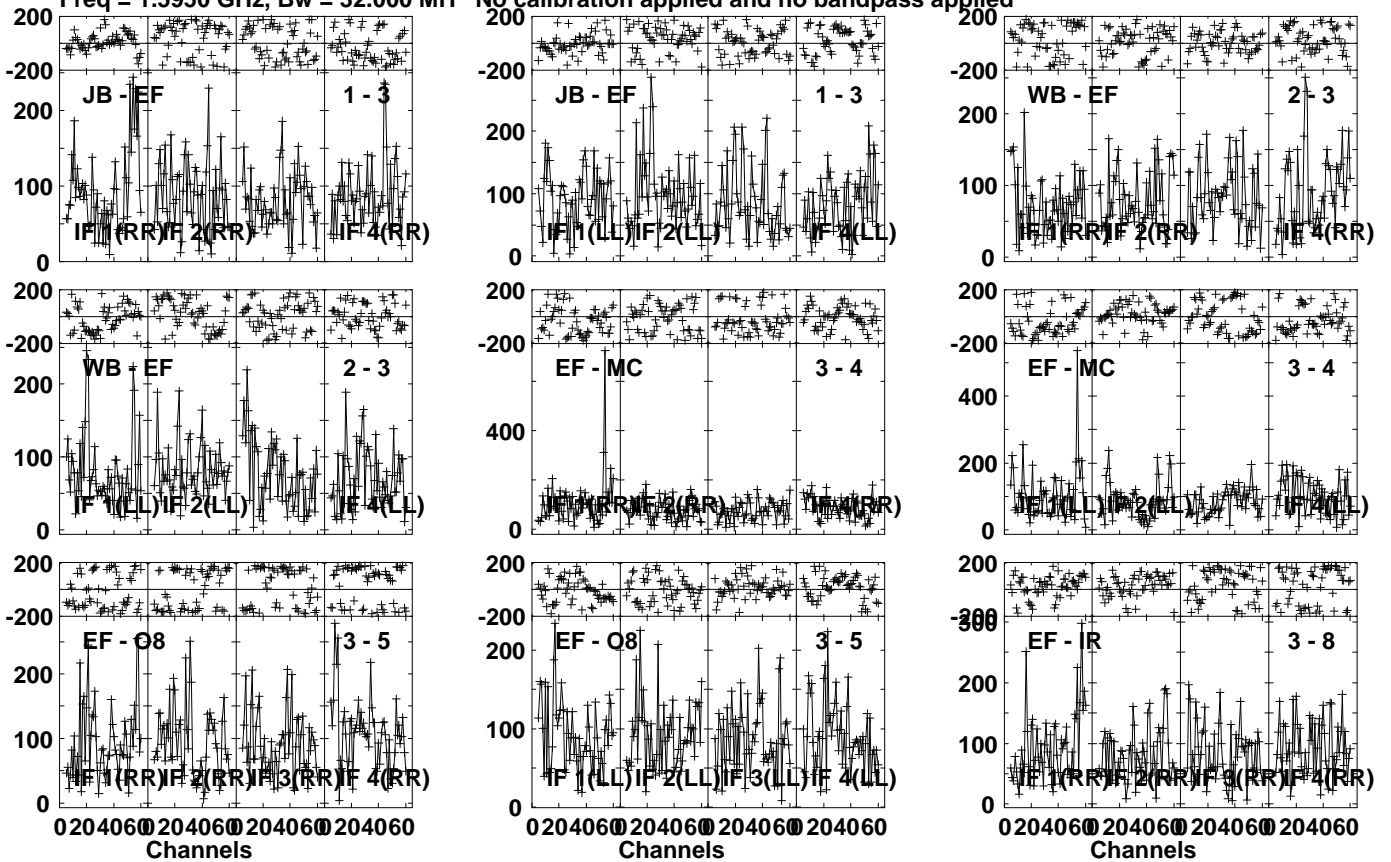 Freq = 1.5950 GHz, Bw = 32.000 MH No calibration applied and no bandpass applied
200
-200
JB - EF
1 - 3
200
100
0
IF 1(RR)
IF 2(RR)
IF 4(RR)
200
-200
JB - EF
1 - 3
200
100
0
IF 1(LL)
IF 2(LL)
IF 4(LL)
200
-200
WB - EF
2 - 3
200
100
0
IF 1(RR)
IF 2(RR)
IF 4(RR)
200
-200
WB - EF
2 - 3
200
100
0
IF 1(LL)
IF 2(LL)
IF 4(LL)
200
-200
EF - MC
3 - 4
400
0
IF 1(RR)
IF 2(RR)
IF 4(RR)
200
-200
EF - MC
3 - 4
400
200
0
IF 1(LL)
IF 2(LL)
IF 4(LL)
200
-200
EF - O8
3 - 5
200
100
0
IF 1(RR)
IF 2(RR)
IF 3(RR)
IF 4(RR)
0 20 40 60 0 20 40 60 0 20 40 60 0 20 40 60
Channels
200
-200
EF - O8
3 - 5
200
100
0
IF 1(LL)
IF 2(LL)
IF 3(LL)
IF 4(LL)
0 20 40 60 0 20 40 60 0 20 40 60 0 20 40 60
Channels
200
-200
300
EF - IR
3 - 8
200
100
0
IF 1(RR)
IF 2(RR)
IF 3(RR)
IF 4(RR)
0 20 40 60 0 20 40 60 0 20 40 60 0 20 40 60
Channels